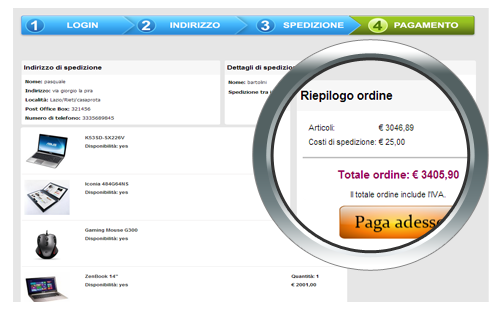 1 LOGIN 2 INDIRIZZO 3 SPEDIZIONE 4 PAGAMENTO
Indirizzo di spedizione
Nome: pasquale
Indirizzo: via giorgio la pira
Località: Lazio/Rieti/casaprota
Post Office Box: 321456
Numero di telefono: 3335689845
Dettagli di spedizio
Nome: bartolini
Spedizione tra
Riepilogo ordine
Articoli: € 3046,89
Costi di spedizione: € 25,00
Totale ordine: € 3405,90
Il totale ordine include l'IVA.
Paga adesso
K53SD-SX226V
Disponibilità: yes
Iconia 484G64NS
Disponibilità: yes
Gaming Mouse G300
Disponibilità: yes
ZenBook 14"
Disponibilità: yes
Quantità: 1
€ 2001,00